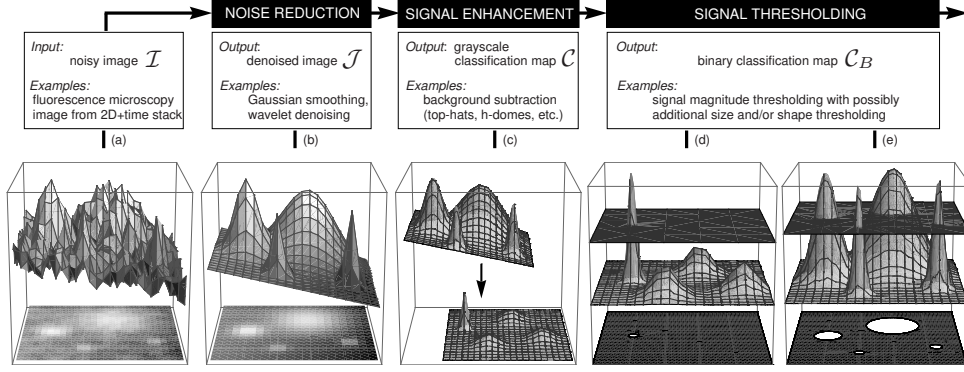 NOISE REDUCTION
SIGNAL ENHANCEMENT
SIGNAL THRESHOLDING
Input:
noisy image I
Examples:
fluorescence microscopy
image from 2D+time stack
Output:
denoised image J
Examples:
Gaussian smoothing,
wavelet denoising
Output: grayscale
classification map C
Examples:
background subtraction
(top-hats, h-domes, etc.)
Output:
binary classification map C_B
Examples:
signal magnitude thresholding with possibly
additional size and/or shape thresholding
(a)
(b)
(c)
(d)
(e)